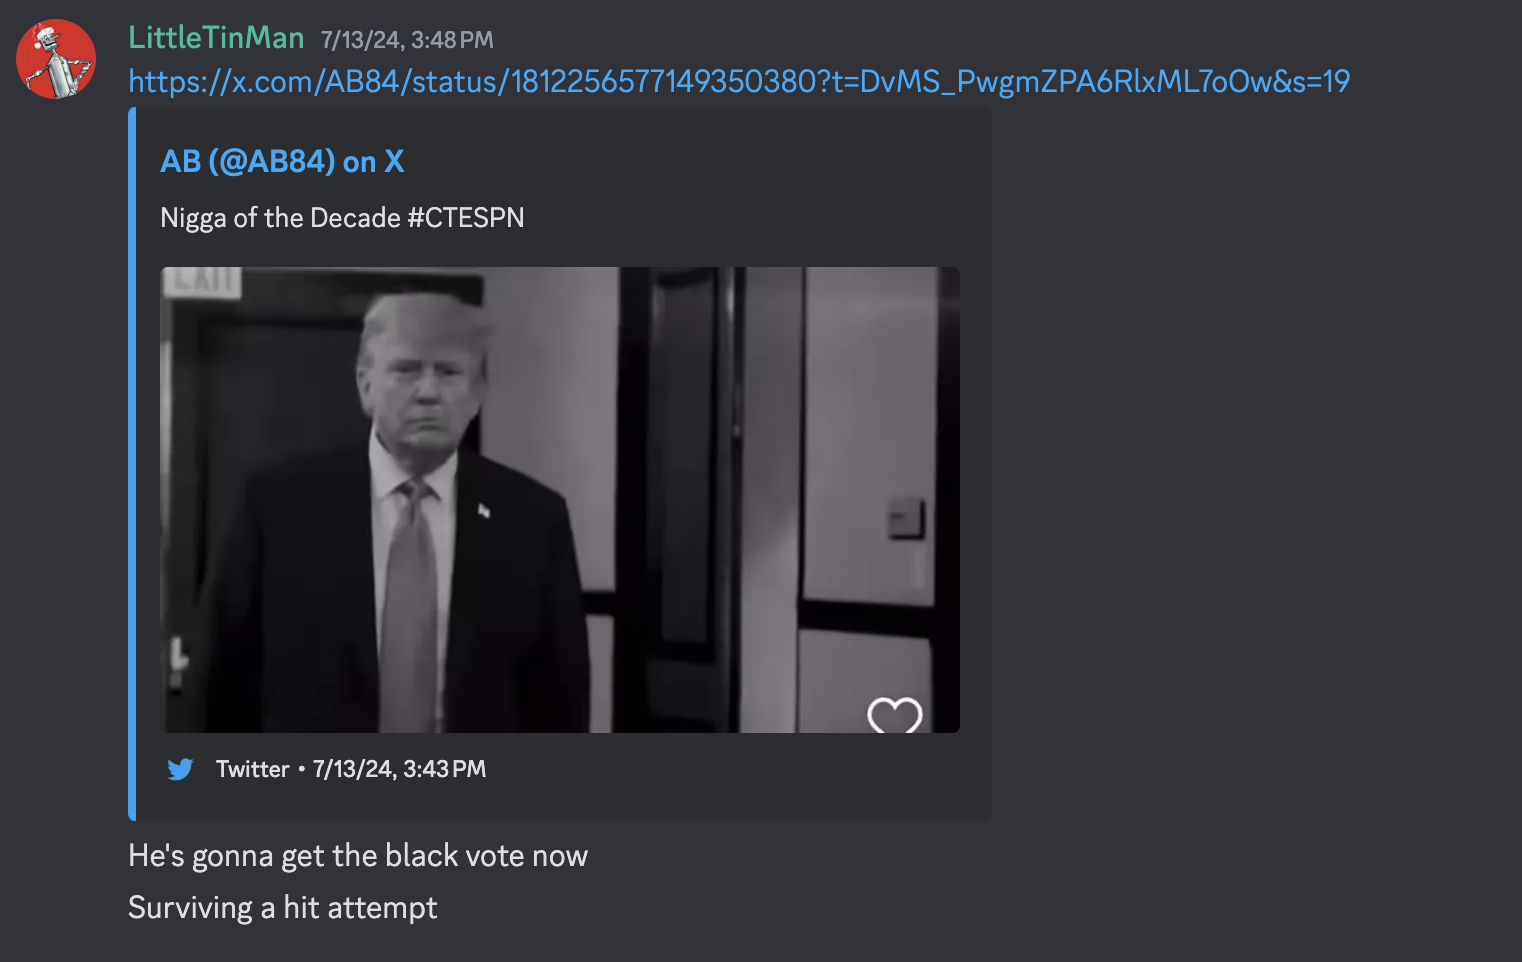 LittleTinMan 7/13/24, 3:48 PM
https://x.com/AB84/status/1812256577149350380?t=DvMS_PwgmZPA6RlxML7oOw&s=19
AB (@AB84) on X
Nigga of the Decade #CTESPN
EXIT
Twitter • 7/13/24, 3:43 PM
He's gonna get the black vote now
Surviving a hit attempt